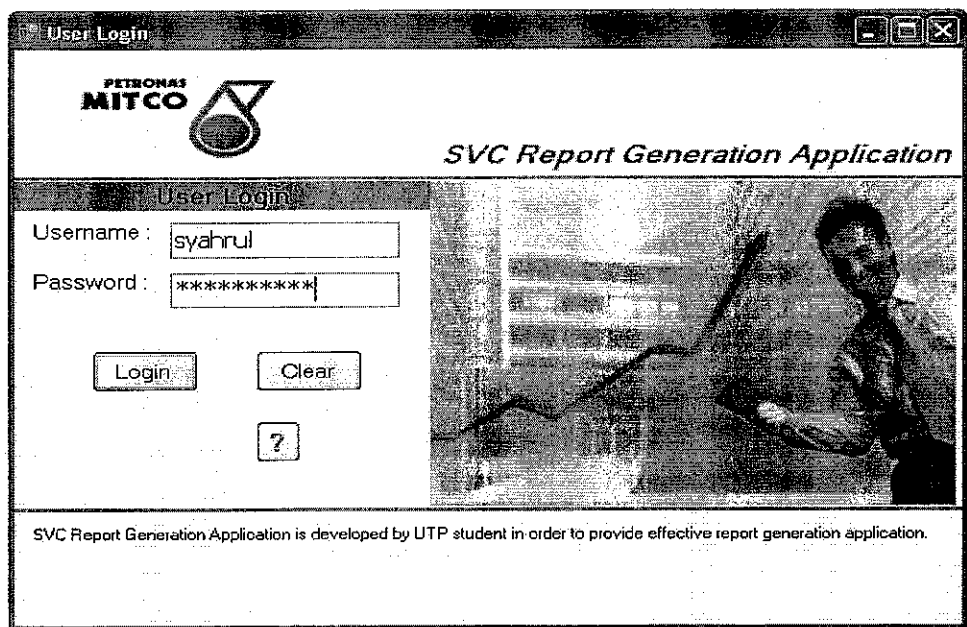 User Login
PETRONAS
MITCO
SVC Report Generation Application
User Login
Username :
syahrul
Password :
**********
Login
Clear
?
SVC Report Generation Application is developed by UTP student in order to provide effective report generation application.